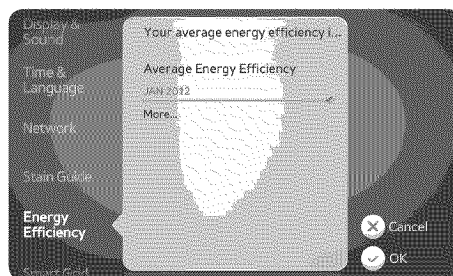 Display &
Sound
Time &
Language
Network
Stain Guide
Energy
Efficiency
Smart Grid
Your average energy efficiency i...
Average Energy Efficiency
JAN 2012
More...
Cancel
OK